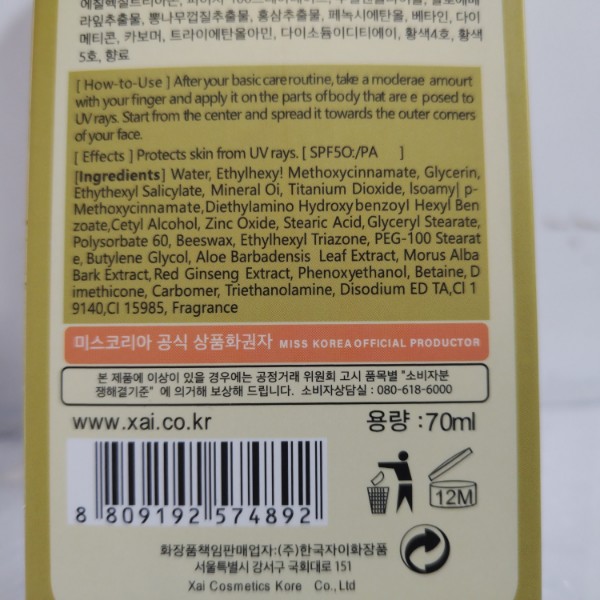 에칠헥실트리아존,
라잎추출물, 뽕나무껍질추출물, 홍삼추출물, 페녹시에탄올, 베타인, 다이
메티콘, 카보머, 트라이에탄올아민, 다이소듐이디티에이, 황색4호, 황색
5호, 향료
[ How-to-Use ] After your basic care routine, take a moderae amourt
with your finger and apply it on the parts of body that are e posed to
UV rays. Start from the center and spread it towards the outer corners
of your face.
[ Effects ] Protects skin from UV rays. [ SPF5O:/PA ]
[Ingredients] Water, Ethylhexy! Methoxycinnamate, Glycerin,
Ethythexyl Salicylate, Mineral Oi, Titanium Dioxide, Isoamy| p-
Methoxycinnamate,Diethylamino Hydroxy benzoyl Hexyl Ben
zoate,Cetyl Alcohol, Zinc Oxide, Stearic Acid,Glyceryl Stearate,
Polysorbate 60, Beeswax, Ethylhexyl Triazone, PEG-100 Stearat
e, Butylene Glycol, Aloe Barbadensis Leaf Extract, Morus Alba
Bark Extract,Red Ginseng Extract, Phenoxyethanol, Betaine, D
imethicone, Carbomer, Triethanolamine, Disodium ED TA,CI 1
9140,CI 15985, Fragrance
미스코리아 공식 상품화권자 MISS KOREA OFFICIAL PRODUCTOR
본 제품에 이상이 있을 경우에는 공정거래 위원회 고시 품목별 "소비자분
쟁해결기준" 에 의거해 보상해 드립니다. 소비자상담실 : 080-618-6000
www.xai.co.kr 용량 :70ml
12M
8 809192 574892
화장품책임판매업자:(주)한국자이화장품
서울특별시 강서구 국회대로 151
Xai Cosmetics Kore Co.,Ltd